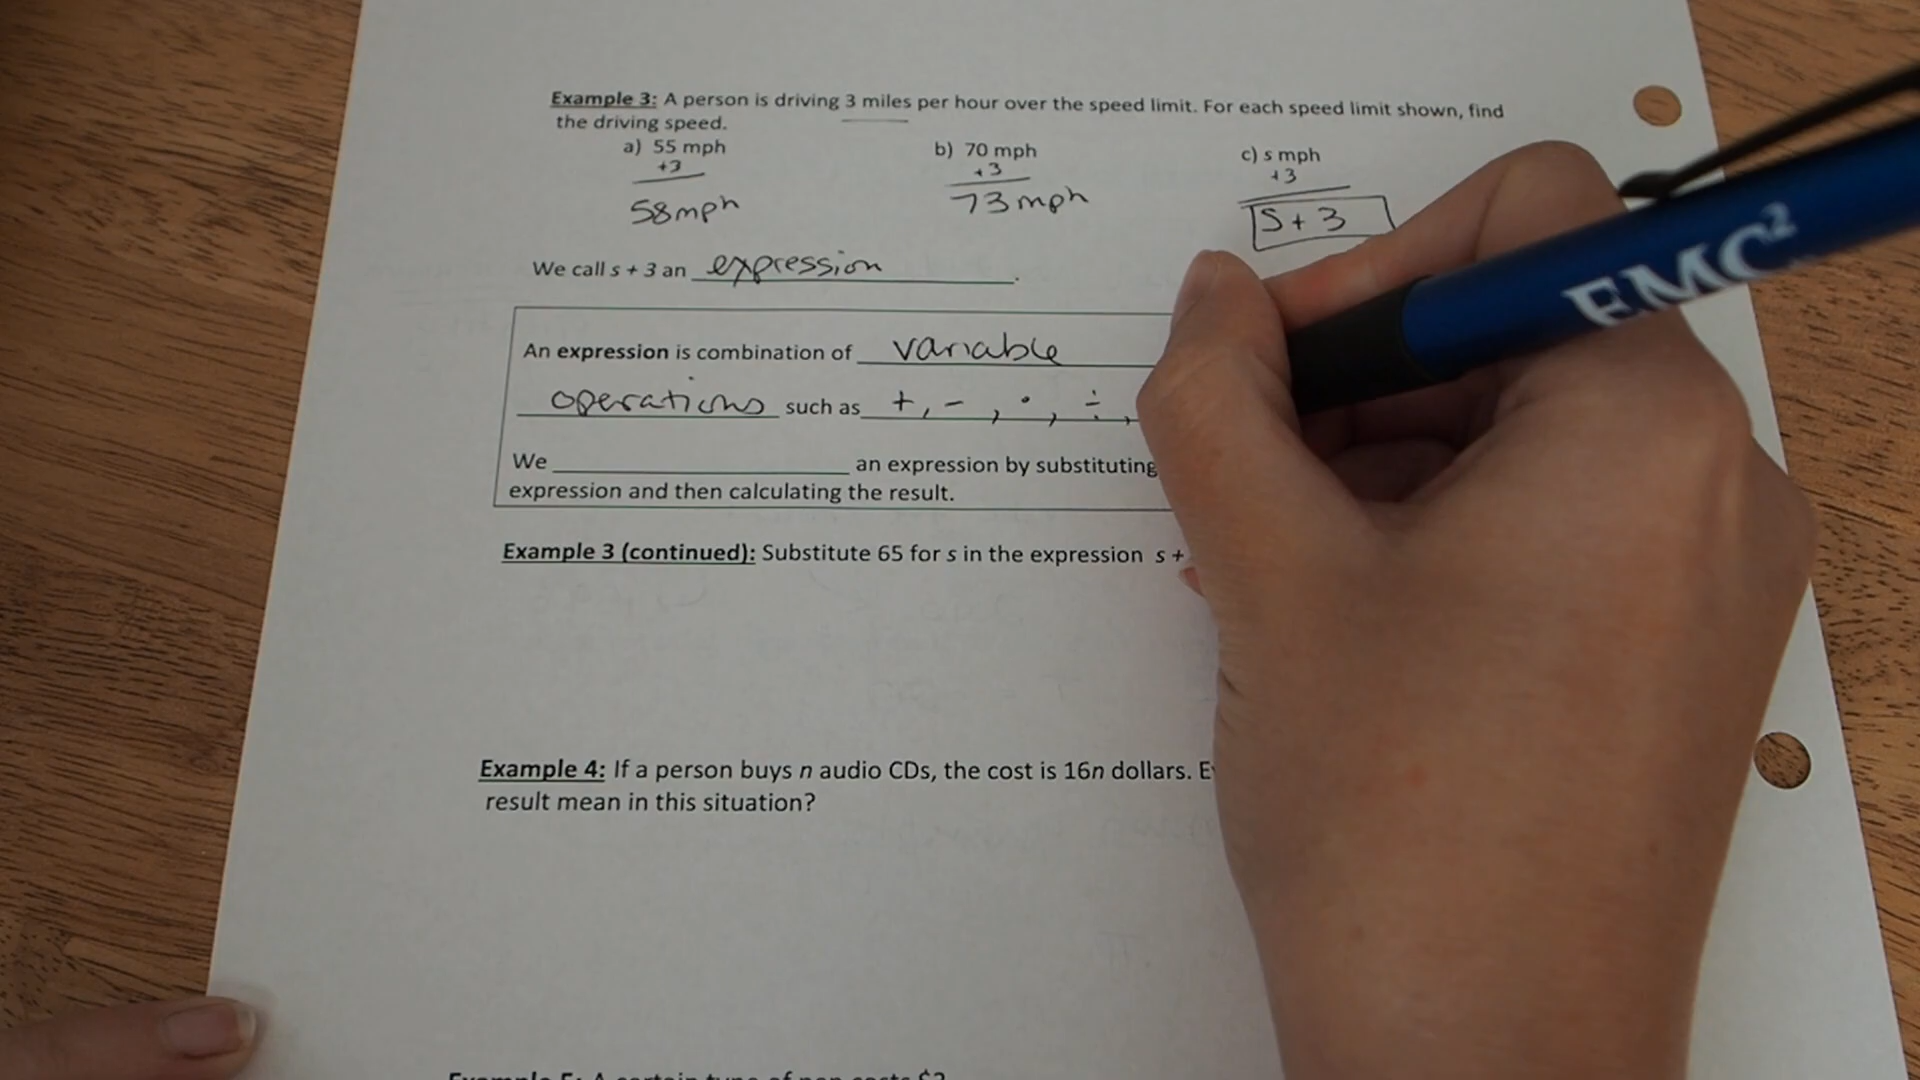 Example 3: A person is driving 3 miles per hour over the speed limit. For each speed limit shown, find
the driving speed.
a) 55 mph b) 70 mph c) s mph
+3 +3 +3
58mph 73mph S+3
We call s + 3 an expression.
An expression is combination of variable
operations such as +, -, ·, ÷,
We ____ an expression by substituting
expression and then calculating the result.
Example 3 (continued): Substitute 65 for s in the expression s +
Example 4: If a person buys n audio CDs, the cost is 16n dollars.
result mean in this situation?
EMC²